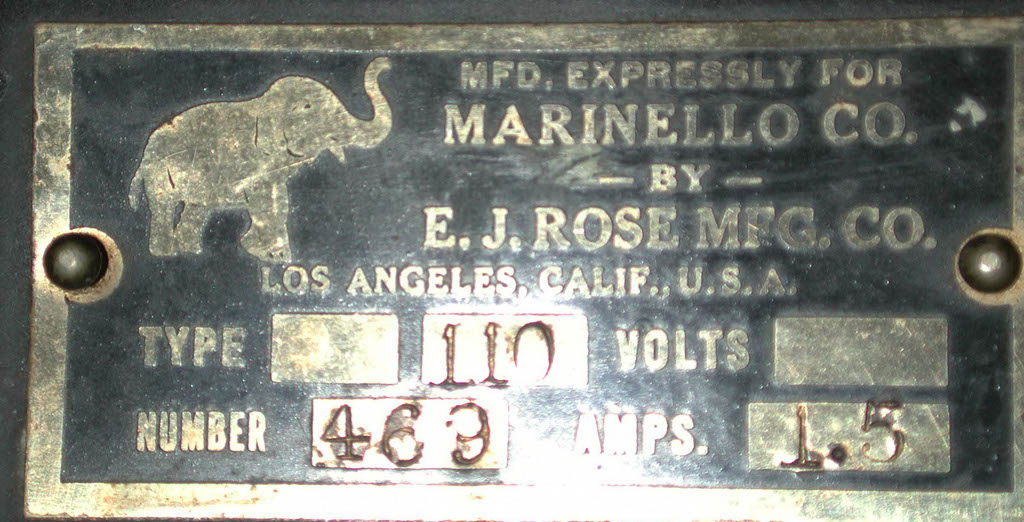 MFD. EXPRESSLY FOR
MARINELLO CO.
— BY —
E. J. ROSE MFG. CO.
LOS ANGELES, CALIF., U.S.A.
TYPE 110 VOLTS
NUMBER 469 AMPS. 1.5